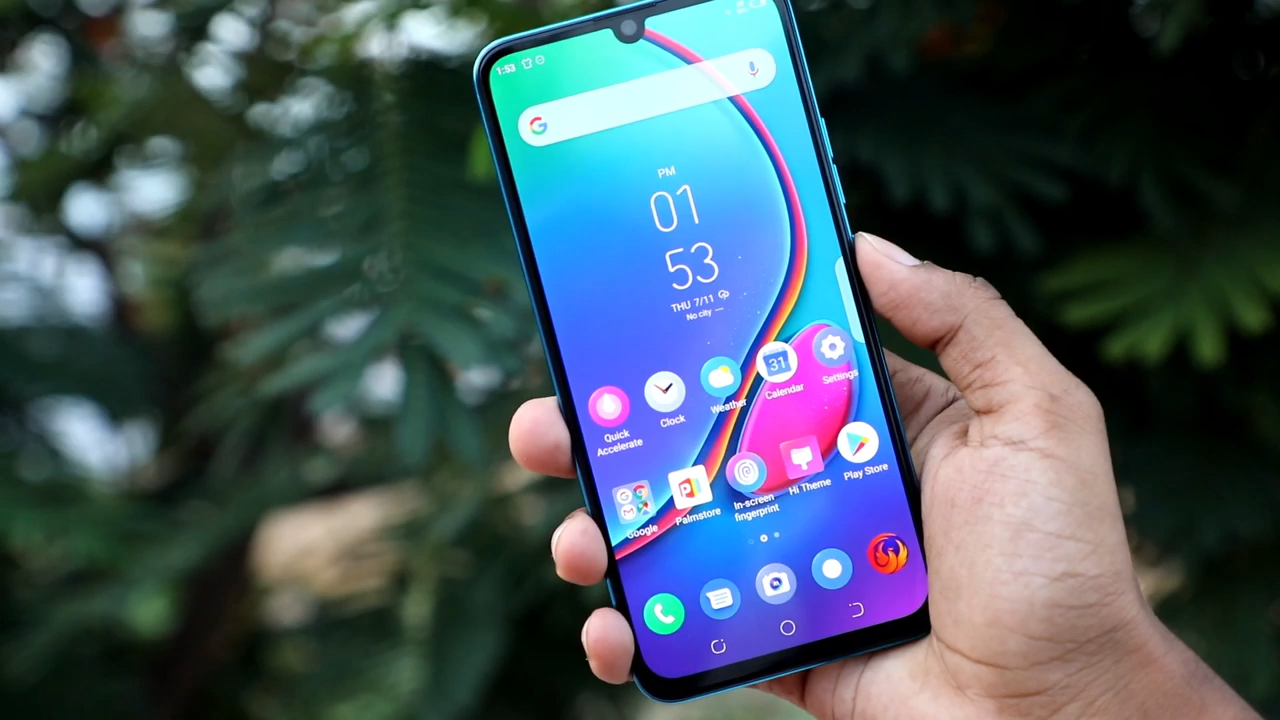 1:53
G
PM
01
53
THU 7/11
No city
Quick
Accelerate
Clock
Weather
31
Calendar
Settings
Google
Palmstore
In-screen
fingerprint
Hi Theme
Play Store